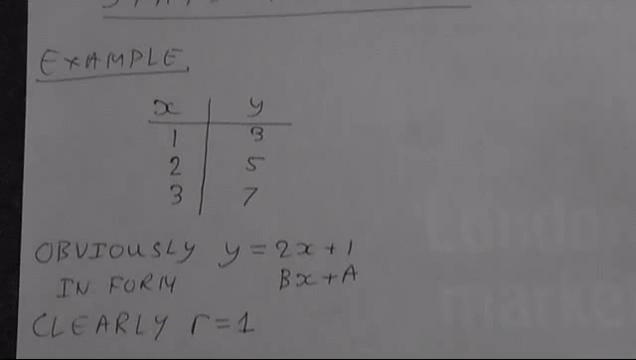 EXAMPLE
x y
1 3
2 5
3 7
OBVIOUSLY y = 2x + 1
IN FORM Bx + A
CLEARLY r = 1